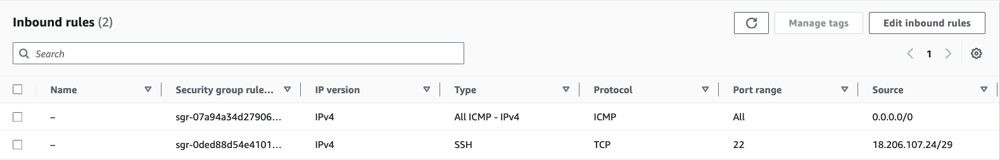 Inbound rules (2)
Manage tags
Edit inbound rules
Search
1
Name Security group rule... IP version Type Protocol Port range Source
– sgr-07a94a34d27906... IPv4 All ICMP - IPv4 ICMP All 0.0.0.0/0
– sgr-0ded88d54e4101... IPv4 SSH TCP 22 18.206.107.24/29